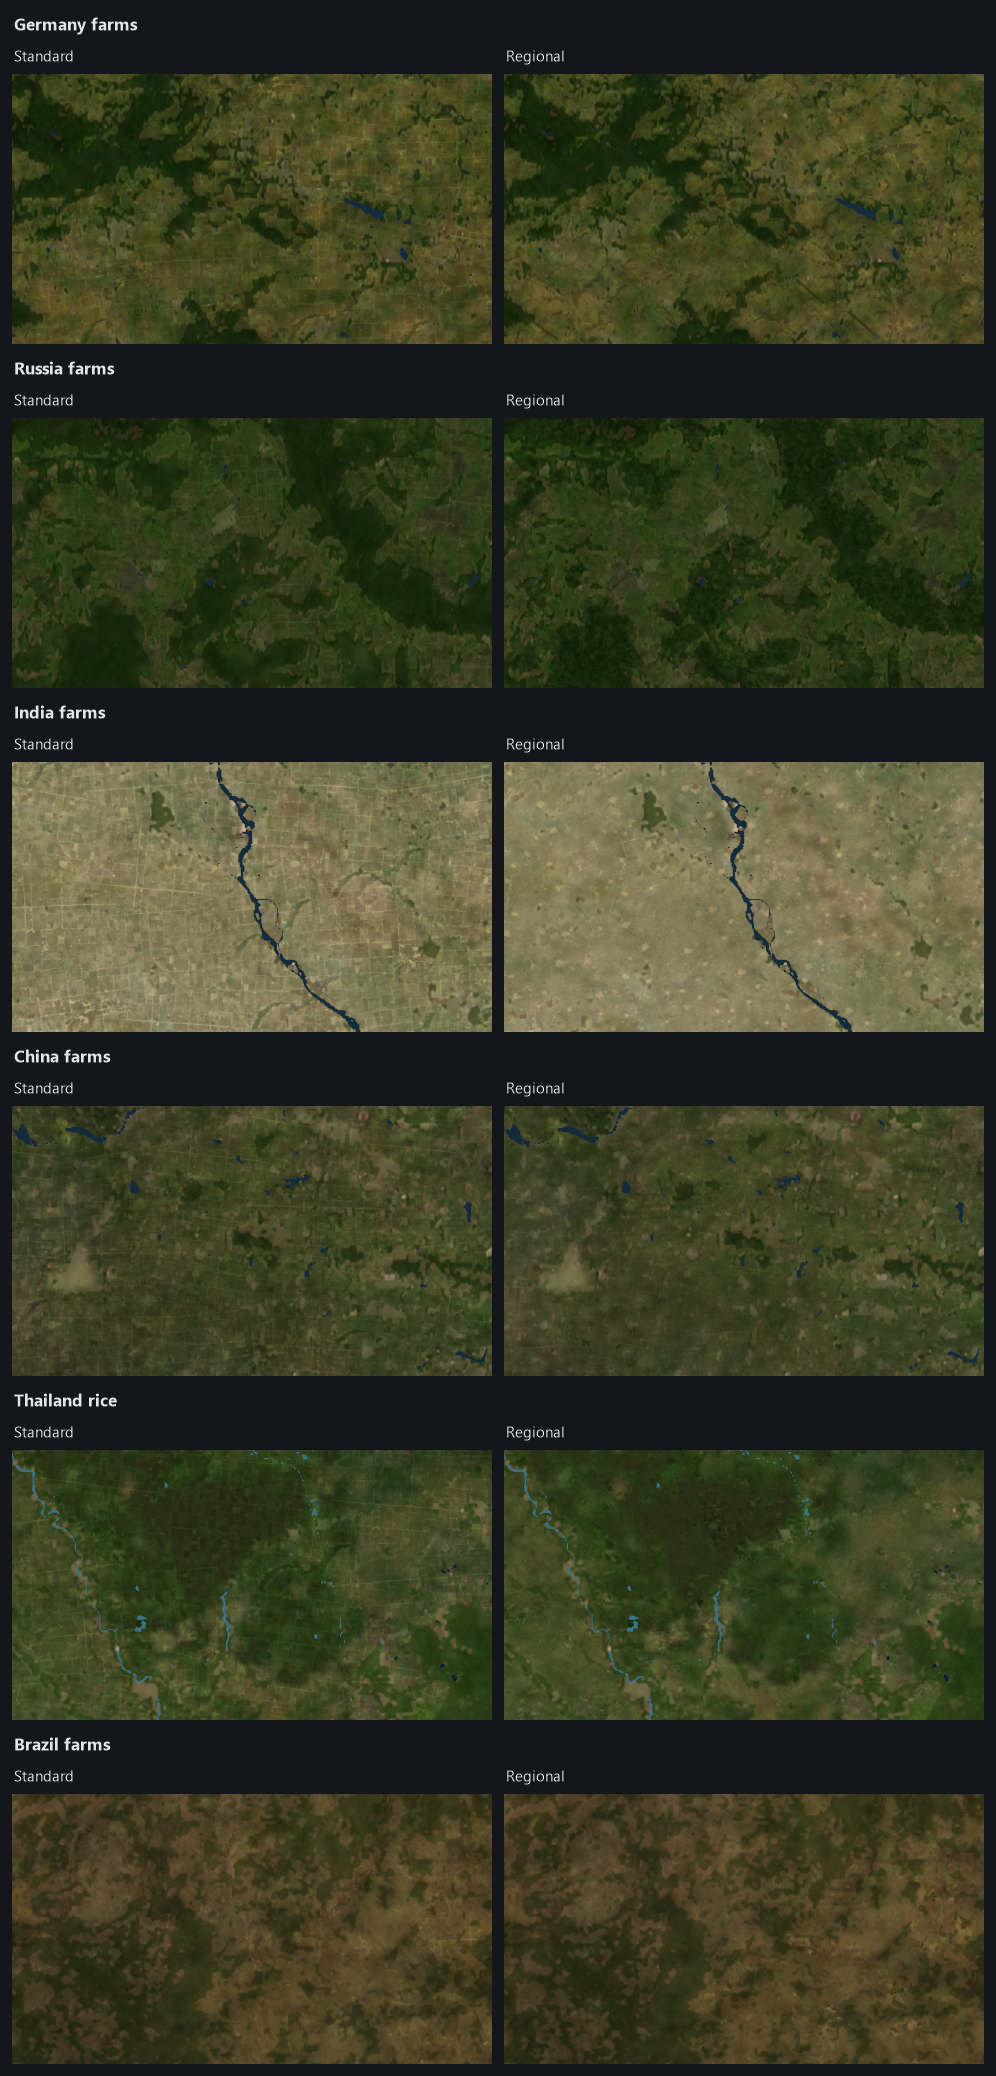 Germany farms
Standard
Regional
Russia farms
Standard
Regional
India farms
Standard
Regional
China farms
Standard
Regional
Thailand rice
Standard
Regional
Brazil farms
Standard
Regional